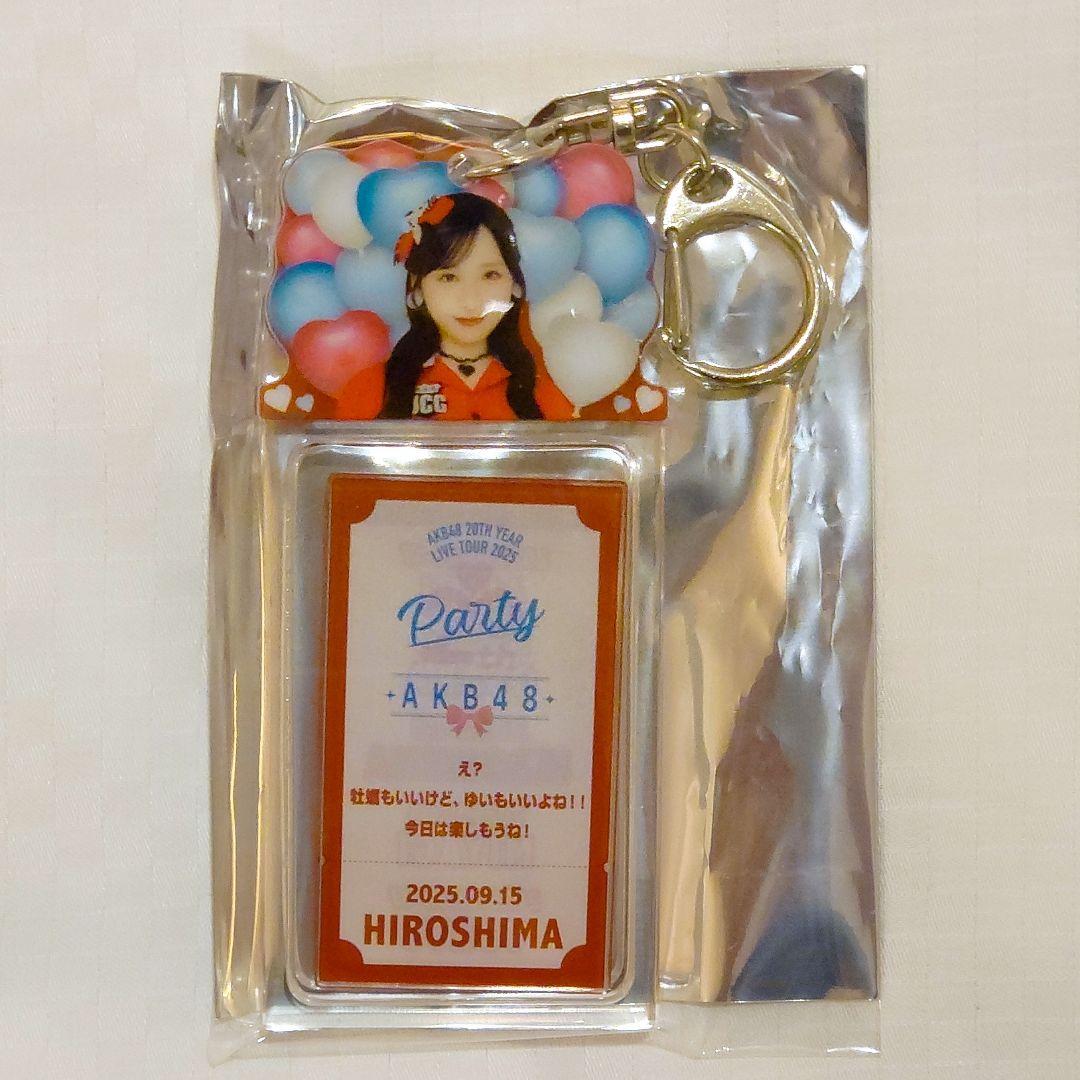 JCG
AKB48 20TH YEAR
LIVE TOUR 2025
Party
AKB48
え?
牡蠣もいいけど、ゆいもいいよね!!
今日は楽しもうね!
2025.09.15
HIROSHIMA